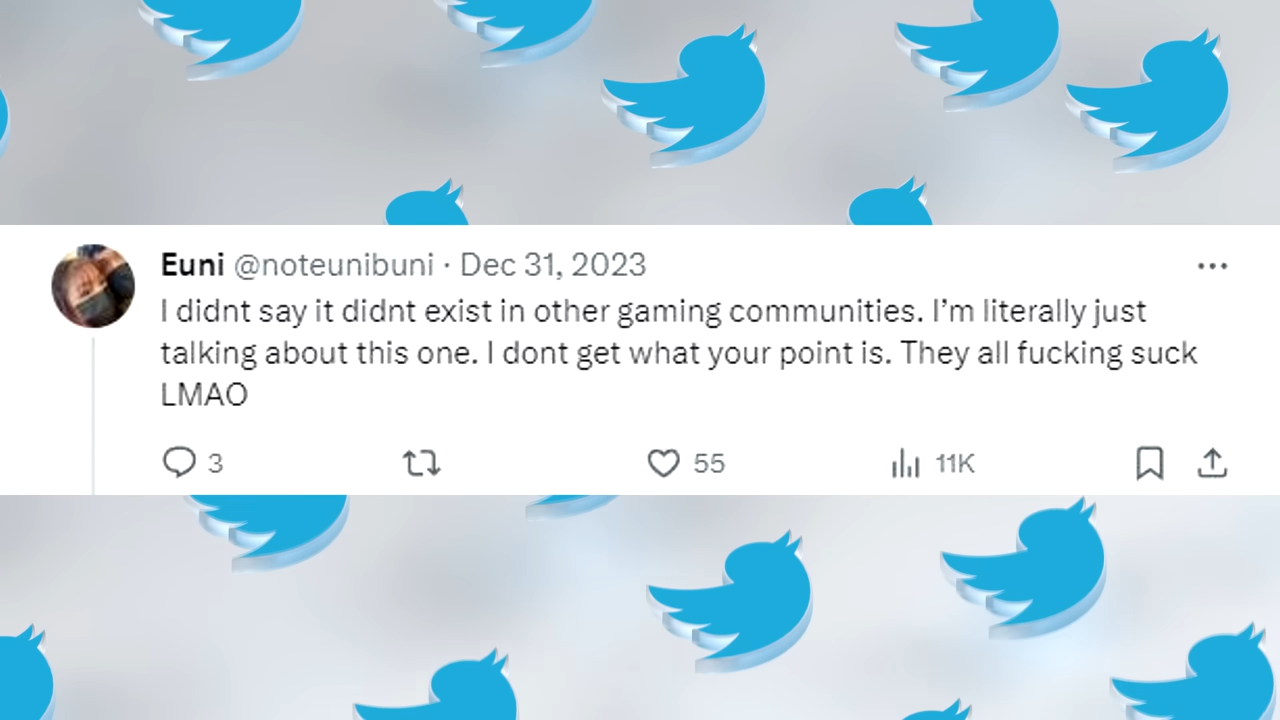 Euni @noteunibuni · Dec 31, 2023
I didnt say it didnt exist in other gaming communities. I’m literally just
talking about this one. I dont get what your point is. They all fucking suck
LMAO
3 55 11K